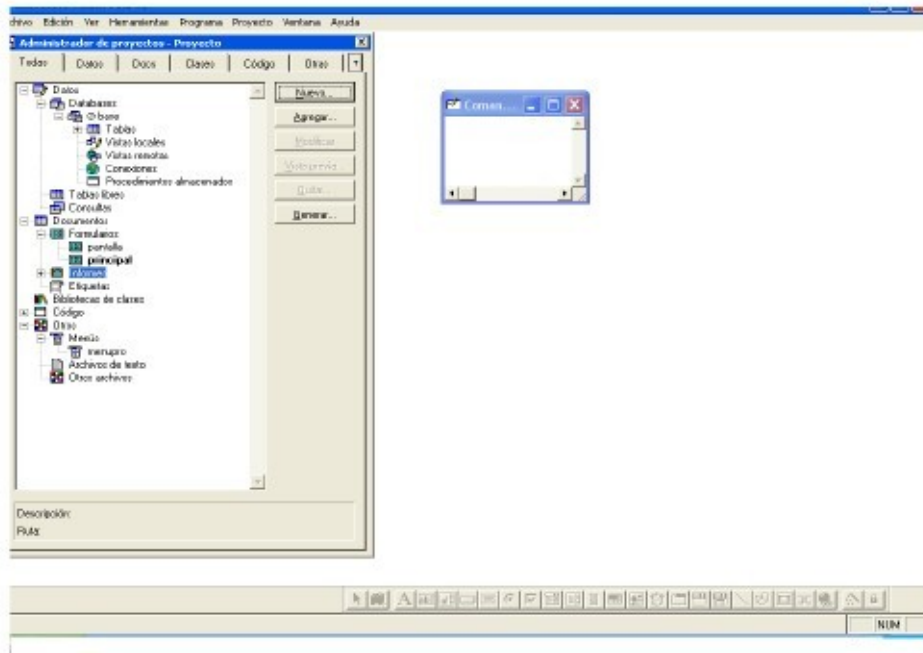 chivo Edición Ver Herramientas Programa Proyecto Ventana Ayuda
Administrador de proyectos - Proyecto
Todos Datos Docs Clases Código Otras
Datos
Databases
base
Tablas
Vistas locales
Vistas remotas
Conexiones
Procedimientos almacenados
Tablas libres
Consultas
Documentos
Formularios
pantalla
principal
Informes
Etiquetas
Bibliotecas de clases
Código
Otros
Menús
menupro
Archivos de texto
Otros archivos
Nuevo...
Agregar...
Modificar
Vista previa
Quitar...
Generar...
Descripción:
Ruta:
Coman...
NUM